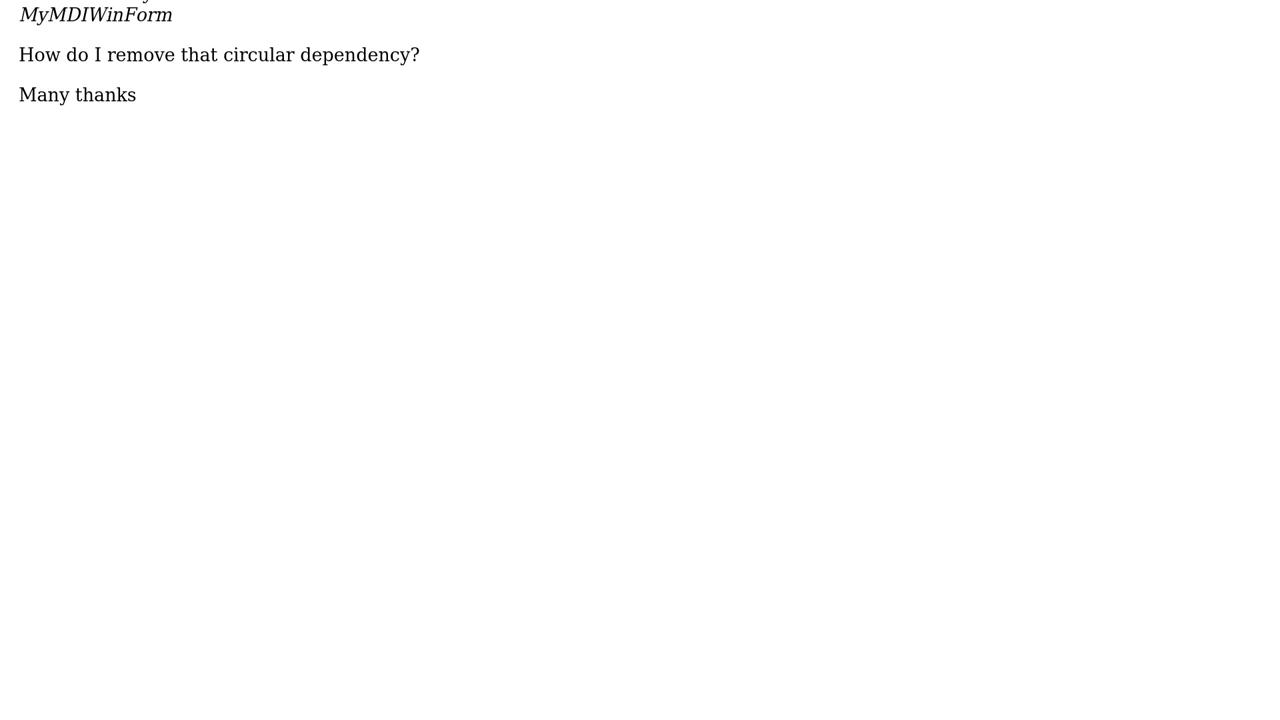 MyMDIWinForm
How do I remove that circular dependency?
Many thanks